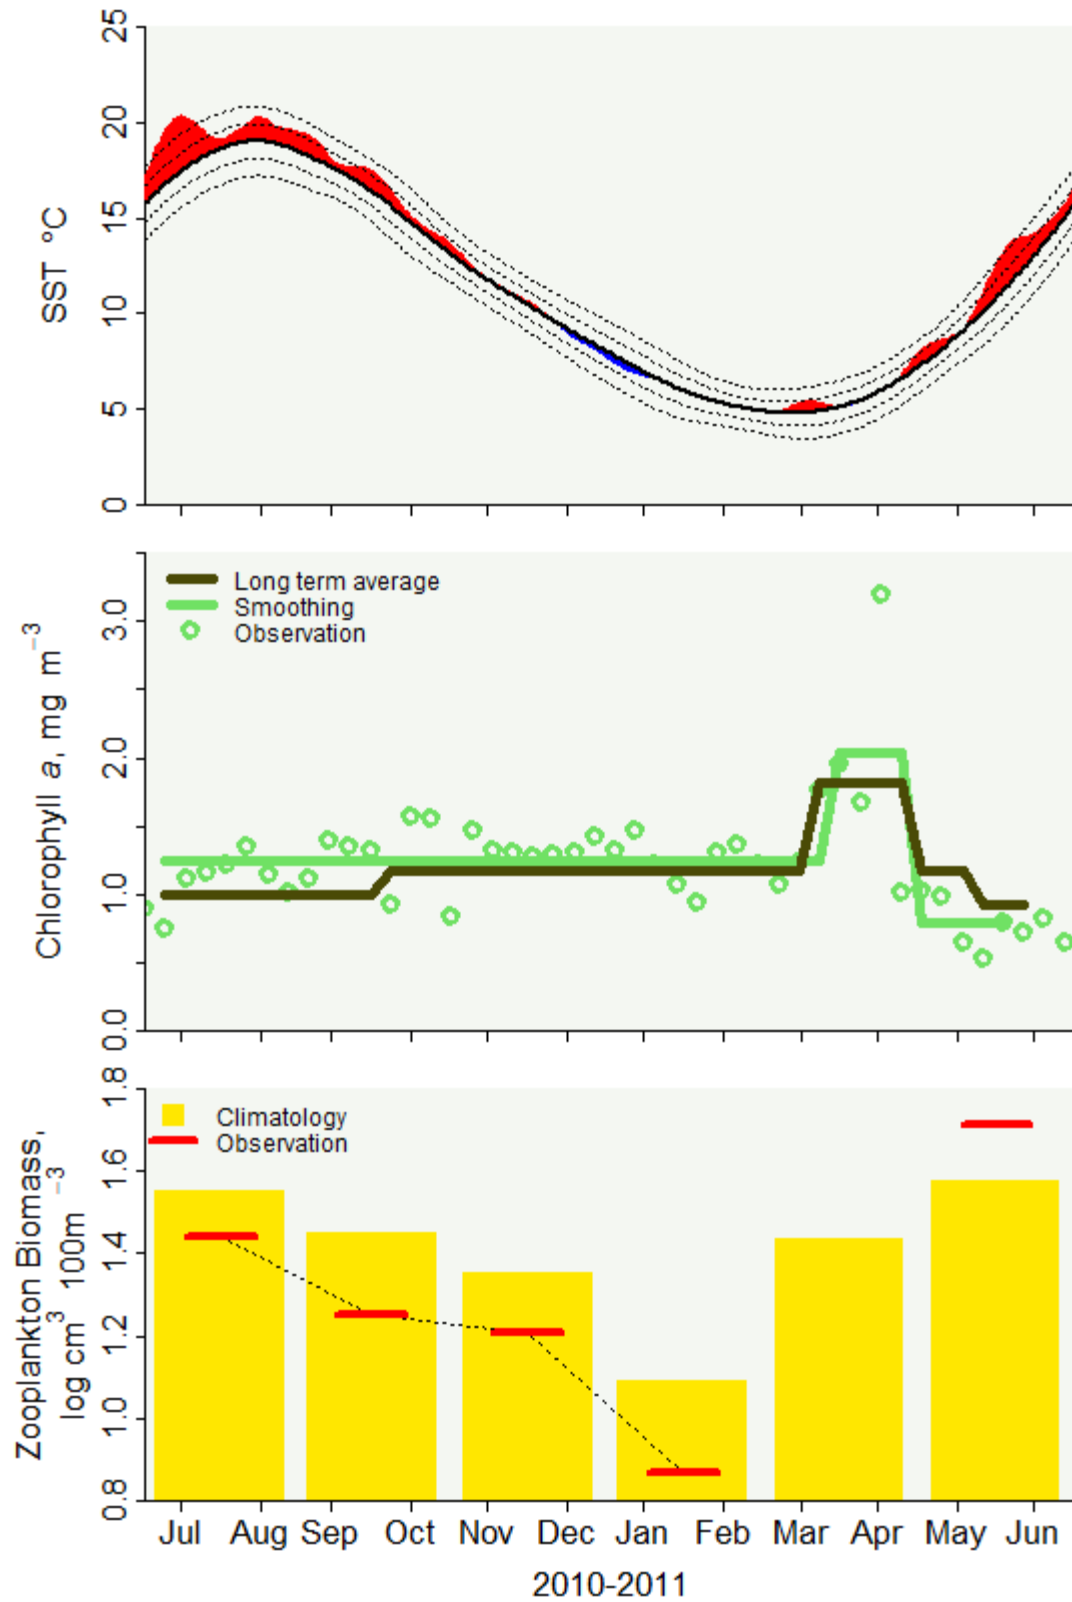 25
20
15
10
5
0
SST °C
Long term average
Smoothing
Observation
3.0
2.0
1.0
0.0
Chlorophyll a, mg m⁻³
Climatology
Observation
1.8
1.6
1.4
1.2
1.0
0.8
Zooplankton Biomass,
log cm³ 100m⁻³
Jul Aug Sep Oct Nov Dec Jan Feb Mar Apr May Jun
2010-2011